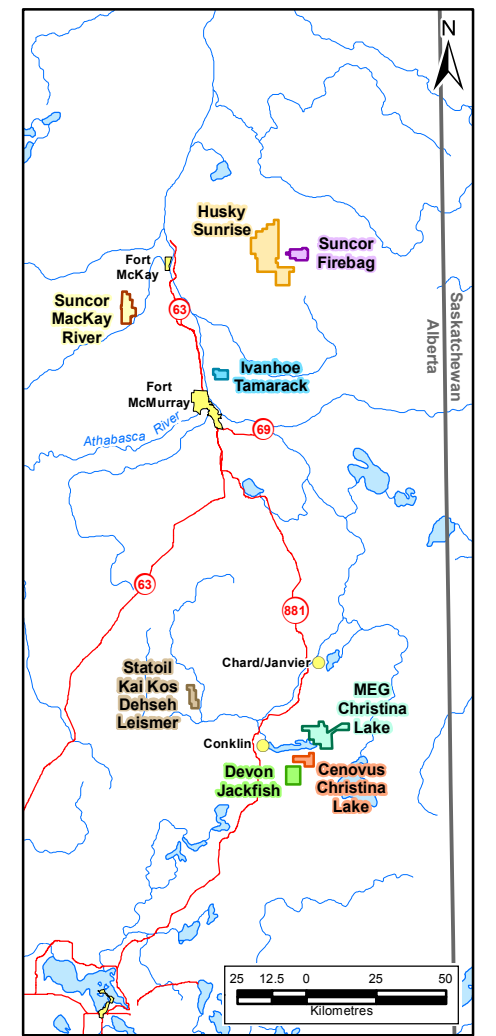 N
Husky
Sunrise
Suncor
Firebag
Fort
McKay
Suncor
MacKay
River
63
Saskatchewan
Alberta
Ivanhoe
Tamarack
Fort
McMurray
Athabasca River
69
63
881
Chard/Janvier
Statoil
Kai Kos
Dehseh
Leismer
MEG
Christina
Lake
Conklin
Devon
Jackfish
Cenovus
Christina
Lake
25 12.5 0 25 50
Kilometres